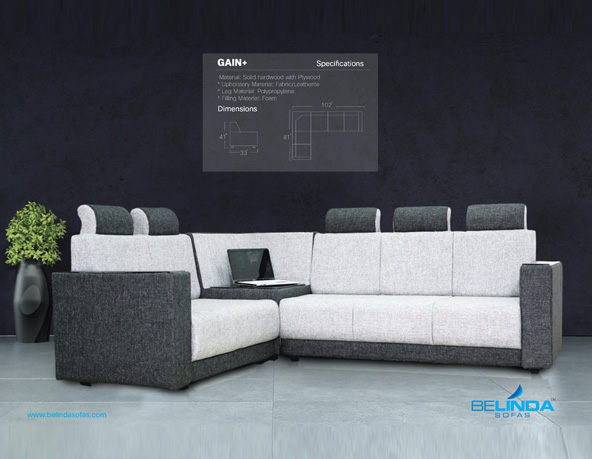 GAIN+ Specifications
Material: Solid hardwood with Plywood
* Upholstery Material: Fabric/Leatherite
* Leg Material: Polypropylene
* Filling Material: Foam
Dimensions
102"
41"
81"
33"
www.belindasofas.com
BELINDA
SOFAS